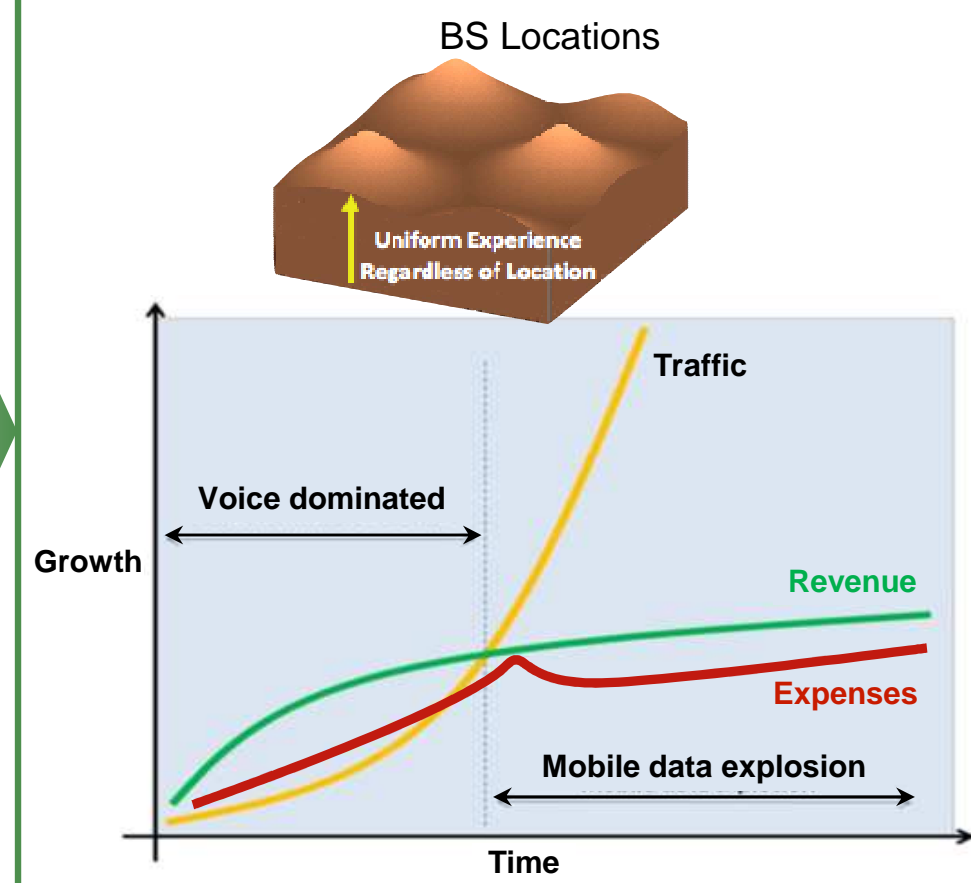 BS Locations
Uniform Experience
Regardless of Location
Traffic
Voice dominated
Growth
Revenue
Expenses
Mobile data explosion
Time